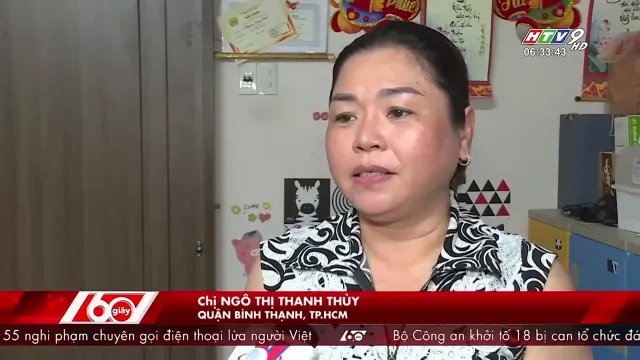 HTV9 HD
06:33:43
Camp
Chị NGÔ THỊ THANH THỦY
QUẬN BÌNH THẠNH, TP.HCM
60 giây
55 nghi phạm chuyên gọi điện thoại lừa người Việt
Bộ Công an khởi tố 18 bị can tổ chức đá